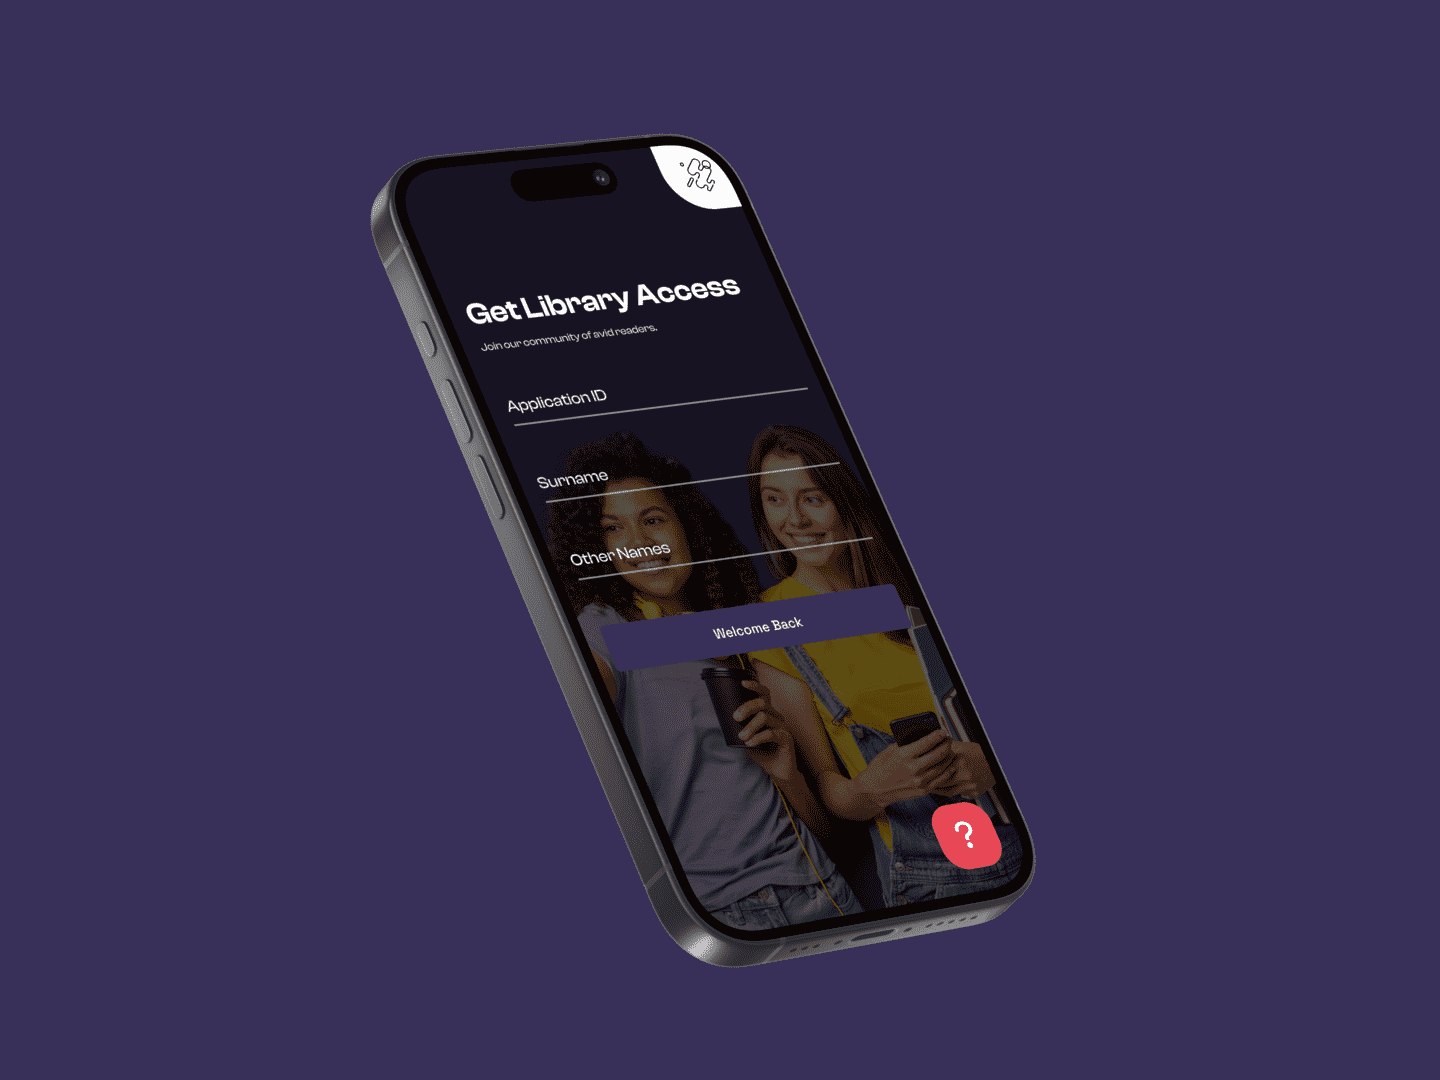 Get Library Access
Join our community of avid readers.
Application ID
Surname
Other Names
Welcome Back
?